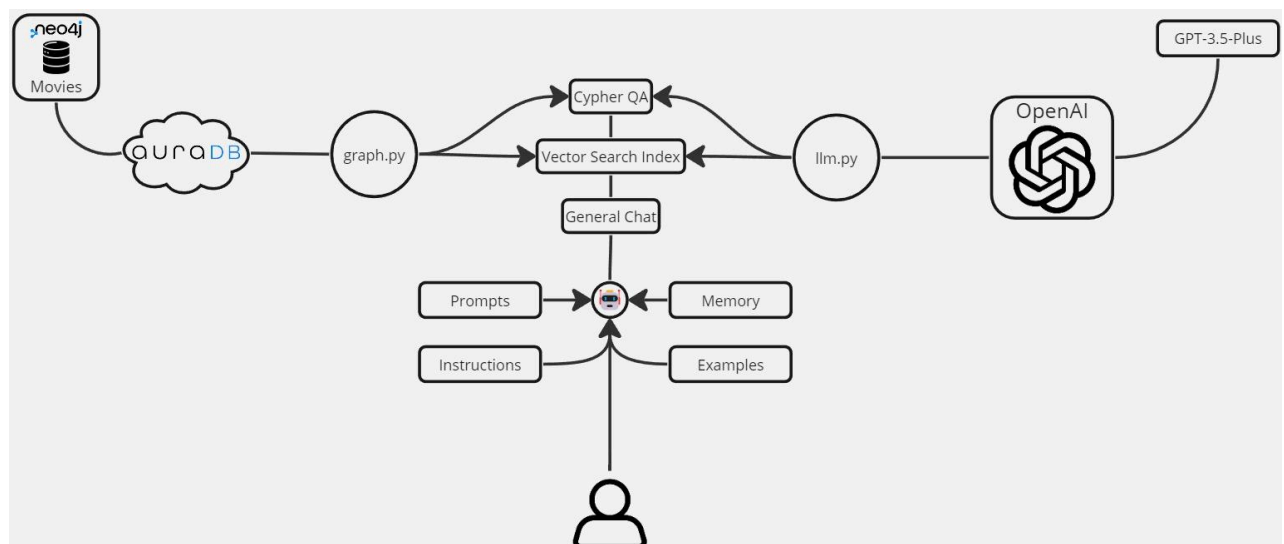 neo4j
Movies
auraDB
graph.py
Cypher QA
Vector Search Index
General Chat
llm.py
OpenAI
GPT-3.5-Plus
Prompts
Memory
Instructions
Examples